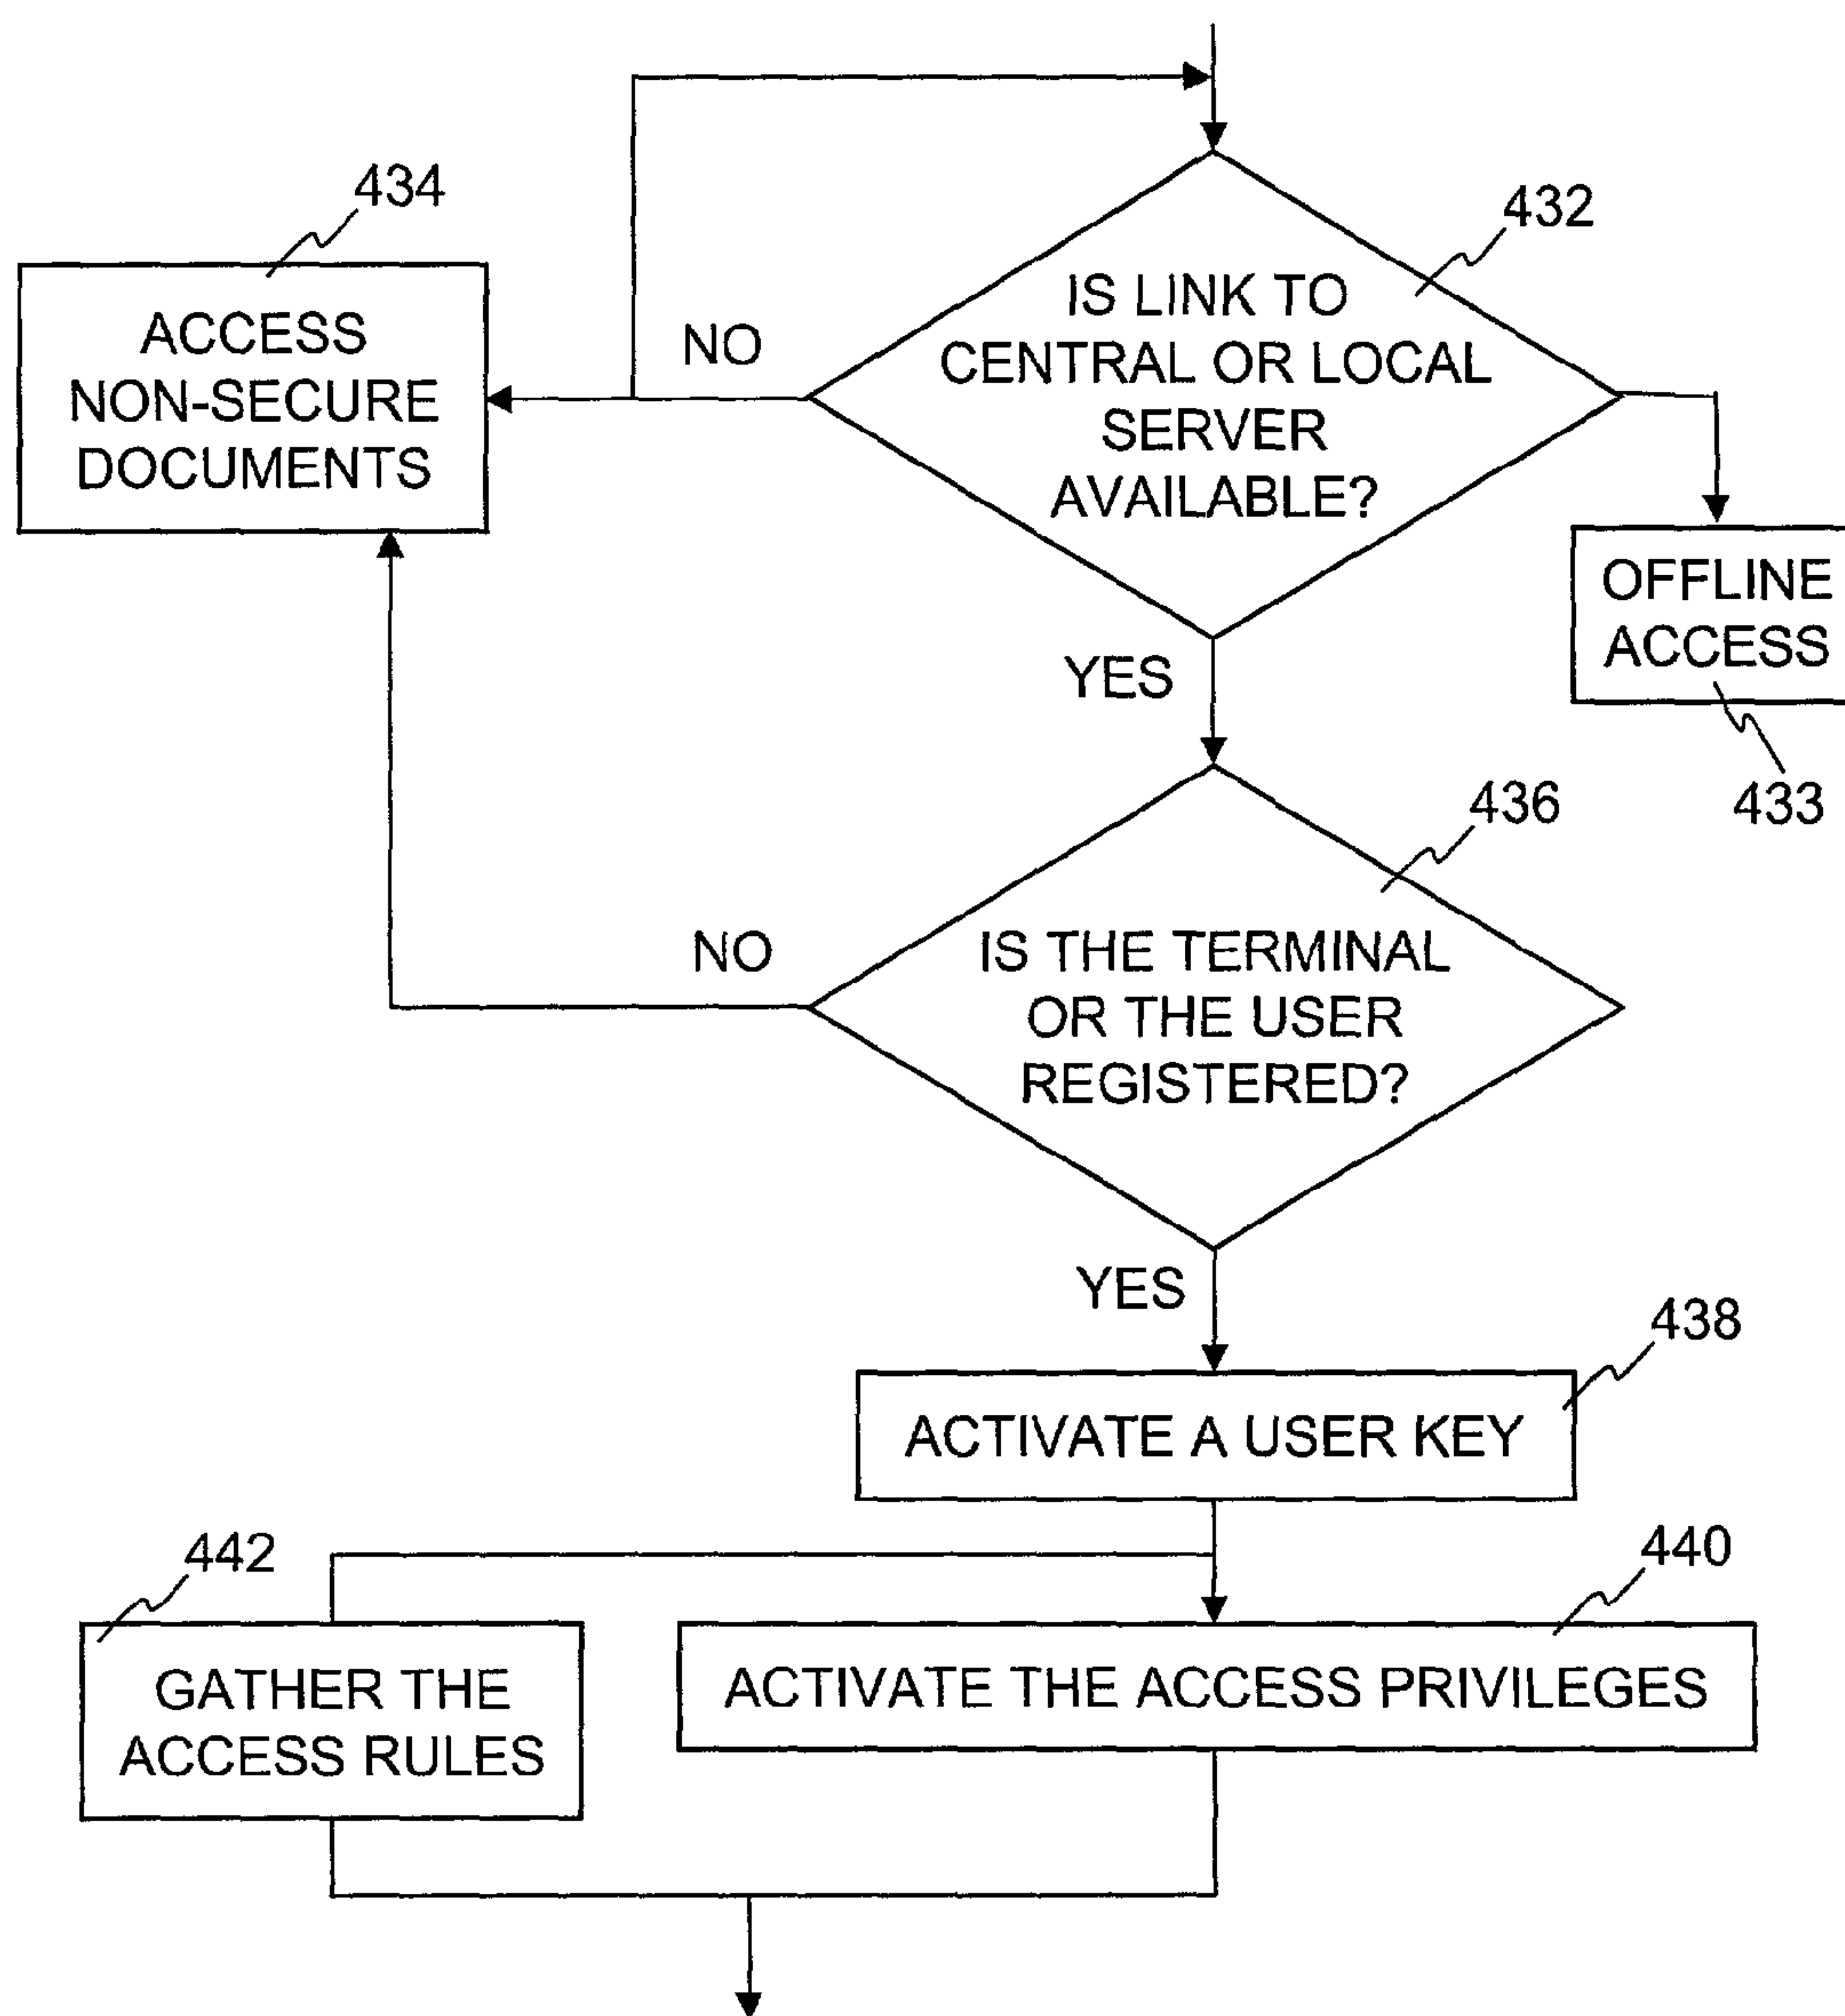 434
432
ACCESS
NON-SECURE
DOCUMENTS
NO
IS LINK TO
CENTRAL OR LOCAL
SERVER
AVAILABLE?
OFFLINE
ACCESS
433
YES
436
NO
IS THE TERMINAL
OR THE USER
REGISTERED?
YES
438
ACTIVATE A USER KEY
442
440
GATHER THE
ACCESS RULES
ACTIVATE THE ACCESS PRIVILEGES